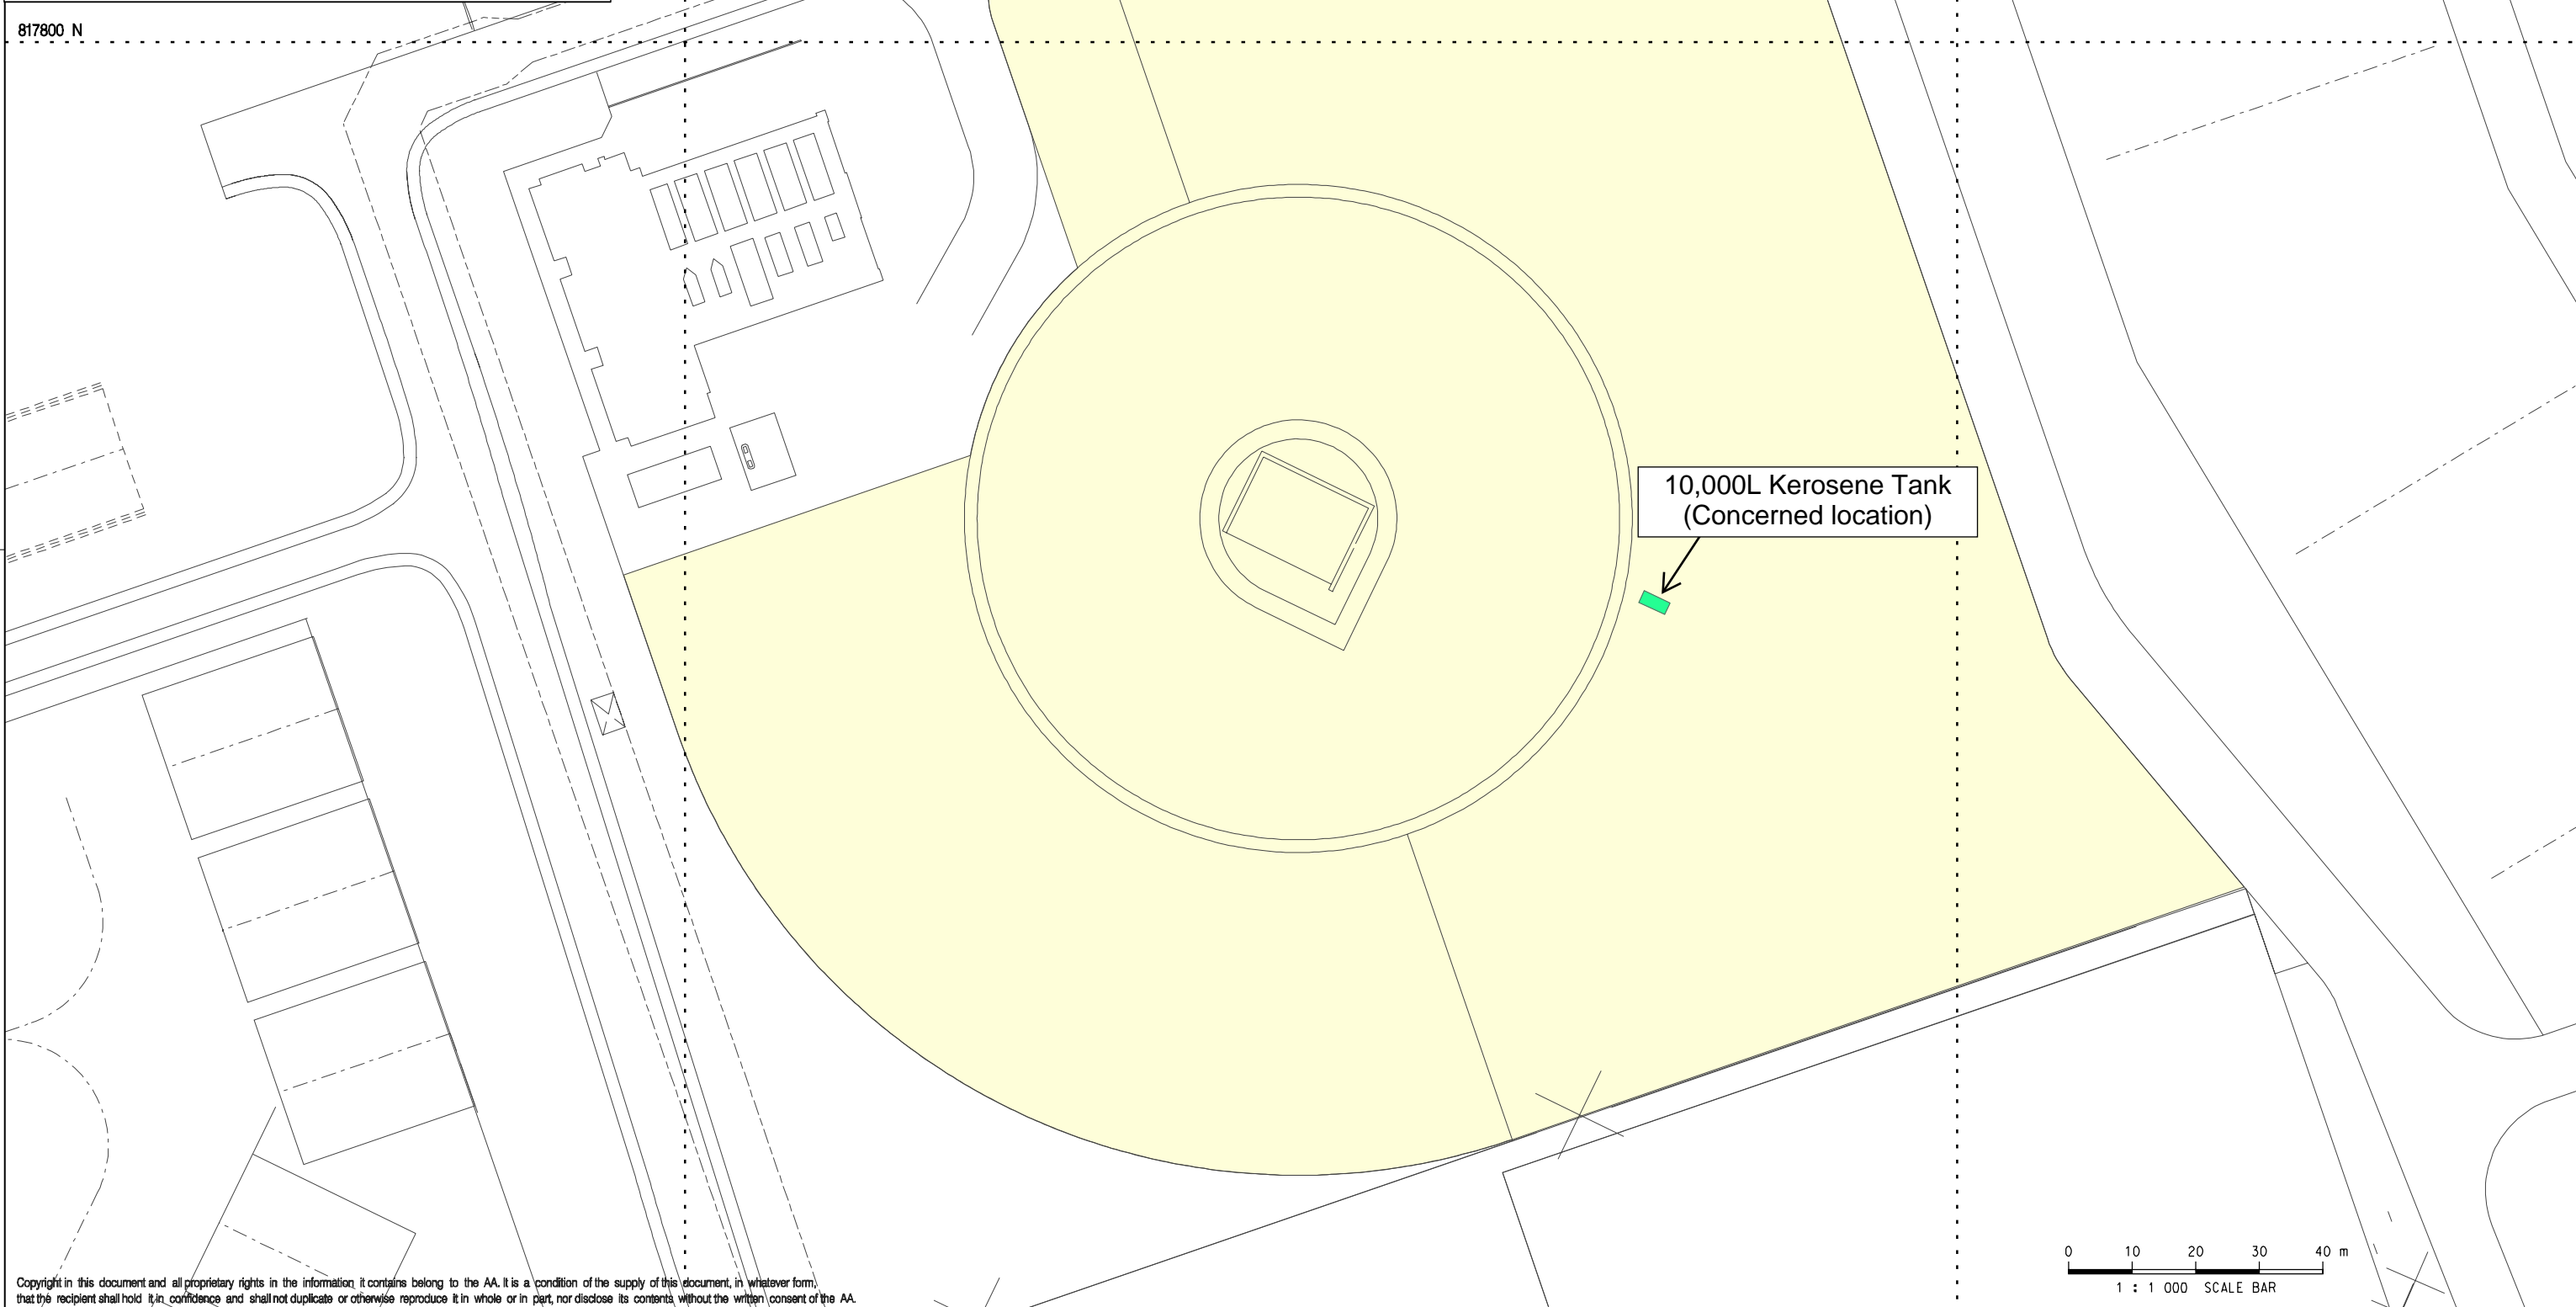 817800 N
10,000L Kerosene Tank
(Concerned location)
0 10 20 30 40 m
1 : 1 000 SCALE BAR
Copyright in this document and all proprietary rights in the information it contains belong to the AA. It is a condition of the supply of this document, in whatever form,
that the recipient shall hold it in confidence and shall not duplicate or otherwise reproduce it in whole or in part, nor disclose its contents without the written consent of the AA.